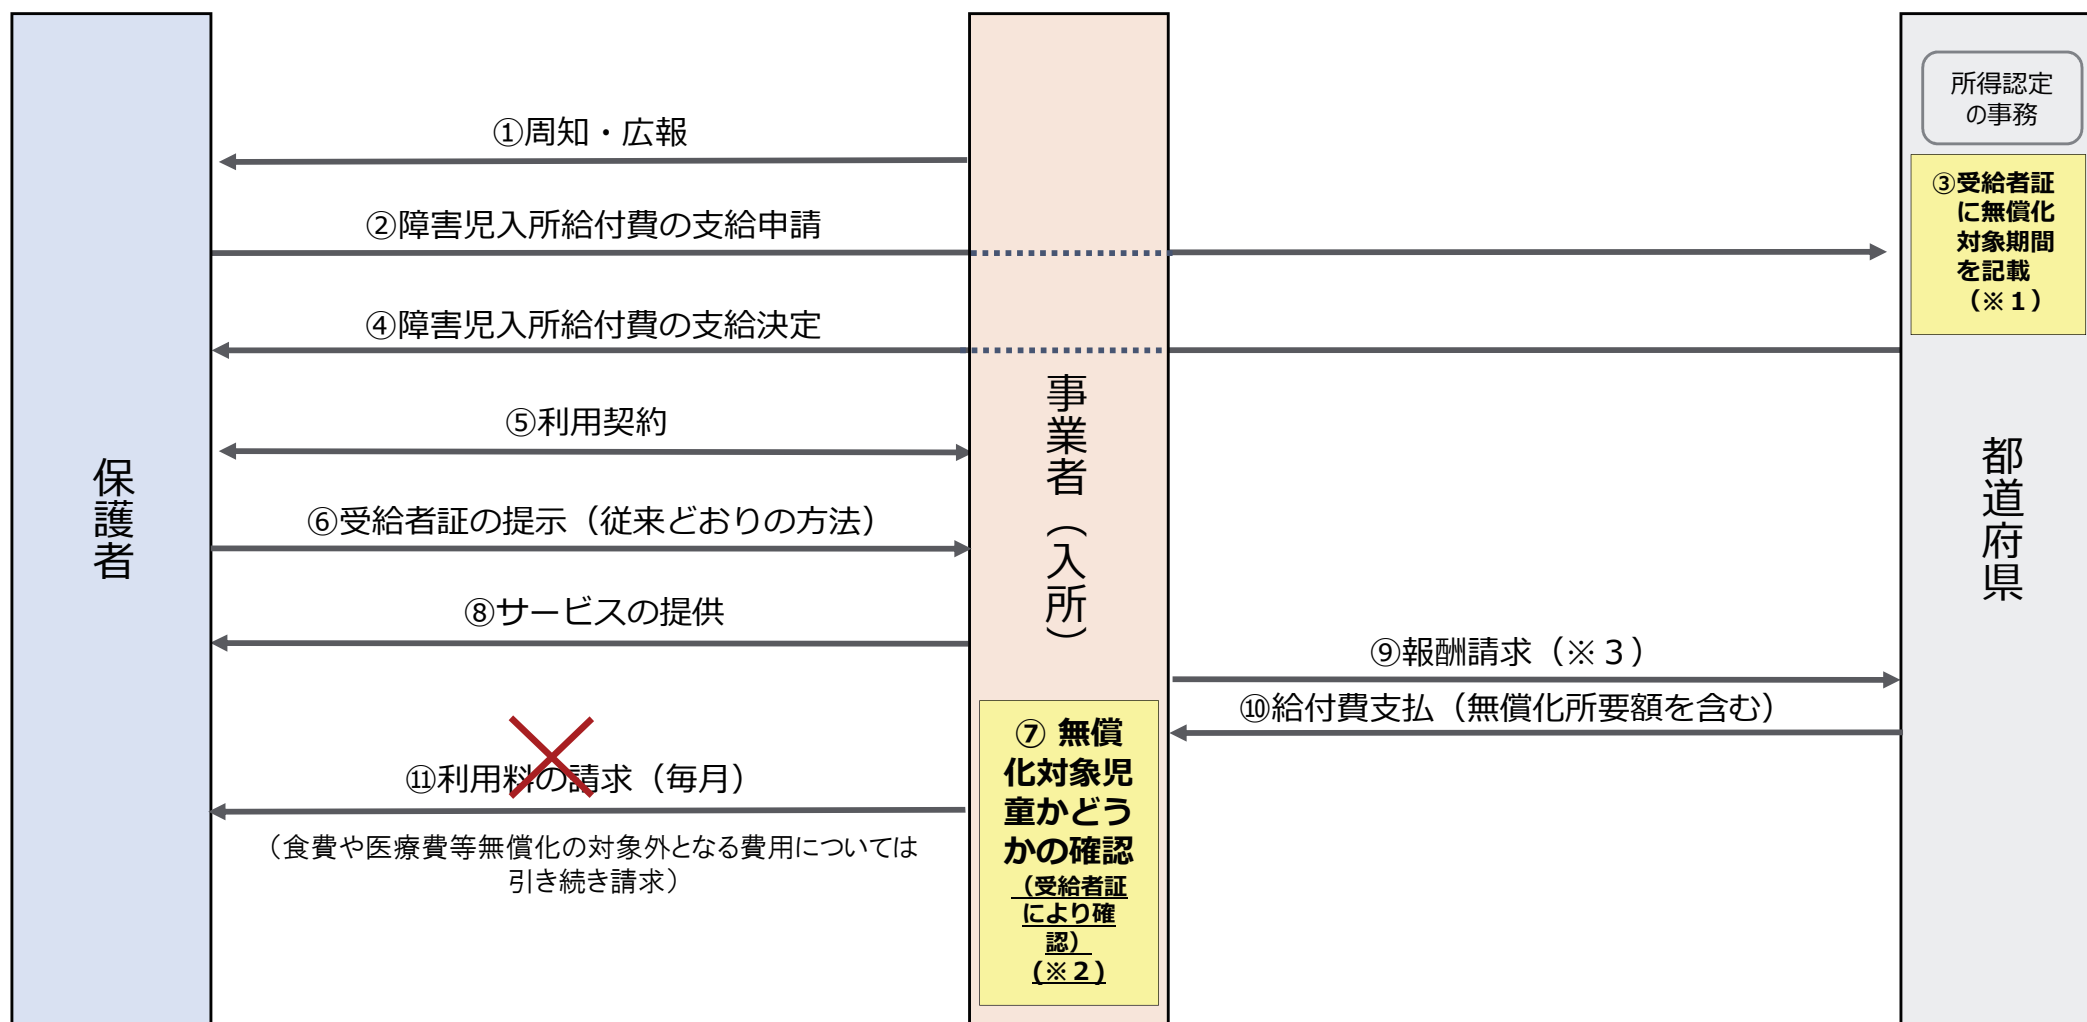 所得認定
の事務
①周知・広報
③受給者証
に無償化
対象期間
を記載
（※１）
②障害児入所給付費の支給申請
④障害児入所給付費の支給決定
⑤利用契約
⑥受給者証の提示（従来どおりの方法）
⑧サービスの提供
保護者
事業者（入所）
都道府県
⑨報酬請求（※３）
⑩給付費支払（無償化所要額を含む）
⑦ 無償
化対象児
童かどう
かの確認
（受給者証
により確
認）
（※２）
⑪利用料の請求（毎月）
（食費や医療費等無償化の対象外となる費用については
引き続き請求）